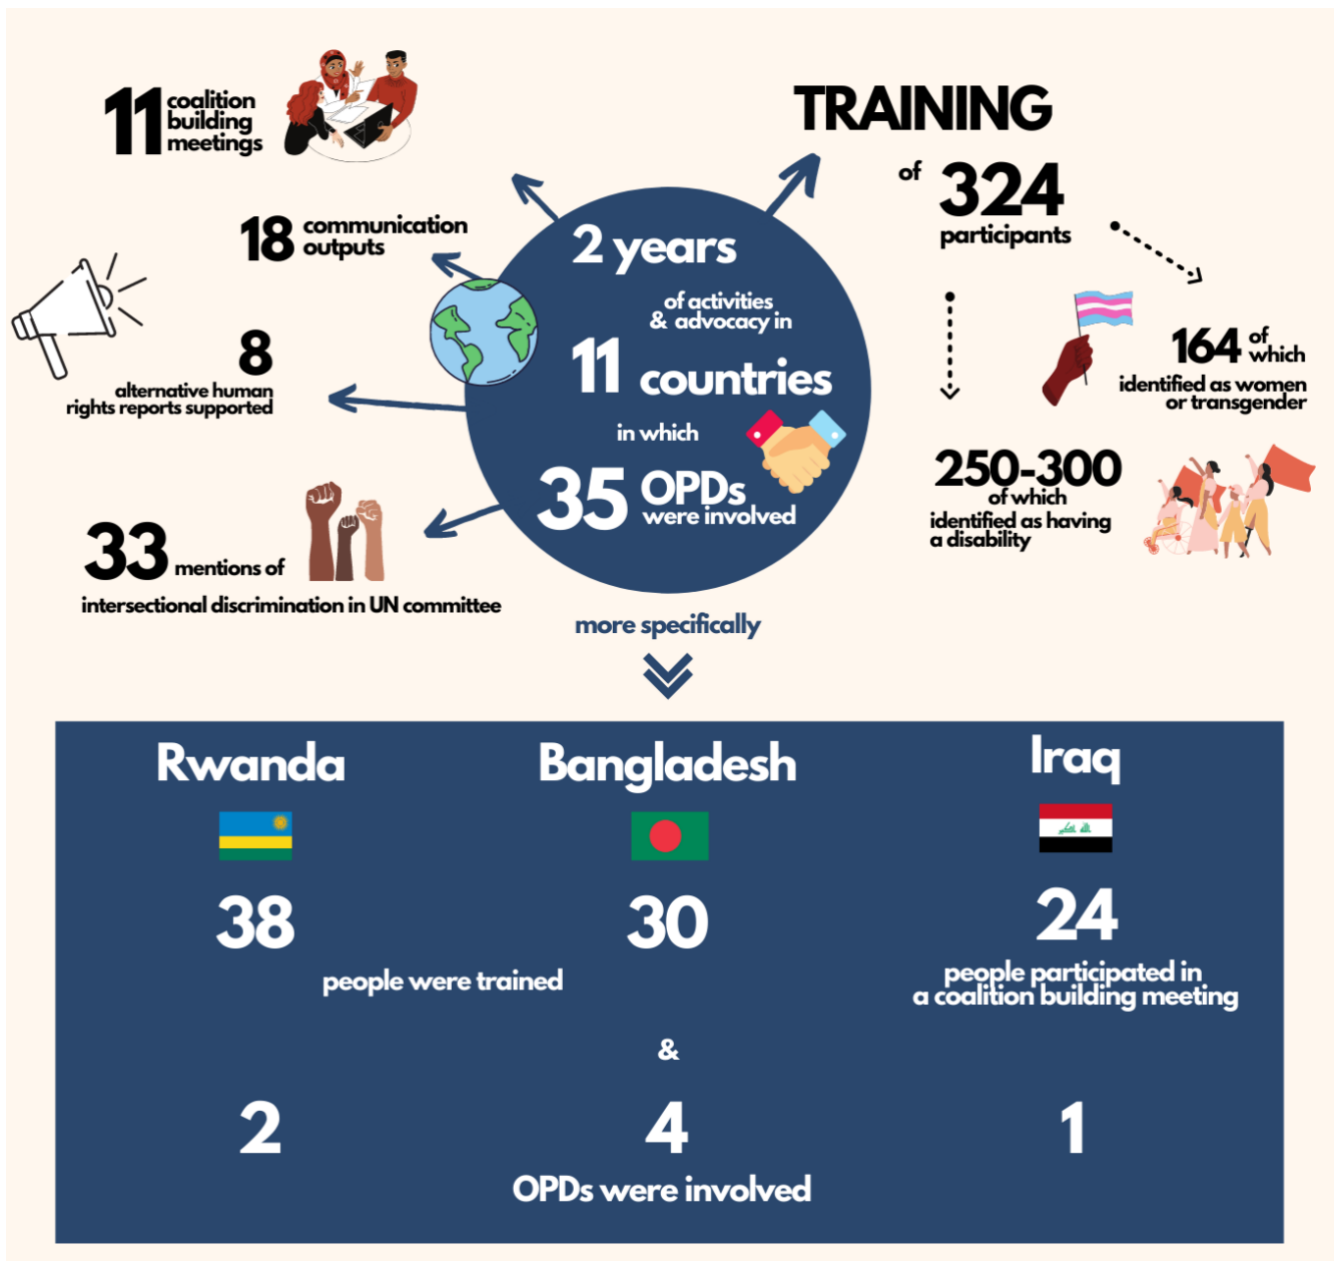 11 coalition
building
meetings
18 communication
outputs
8
alternative human
rights reports supported
33 mentions of
intersectional discrimination in UN committee
2 years
of activities
& advocacy in
11 countries
in which
35 OPDs
were involved
TRAINING
of 324
participants
164 of
which
identified as women
or transgender
250-300
of which
identified as having
a disability
more specifically
Rwanda
Bangladesh
Iraq
38
30
24
people were trained
people participated in
a coalition building meeting
&
2
4
1
OPDs were involved